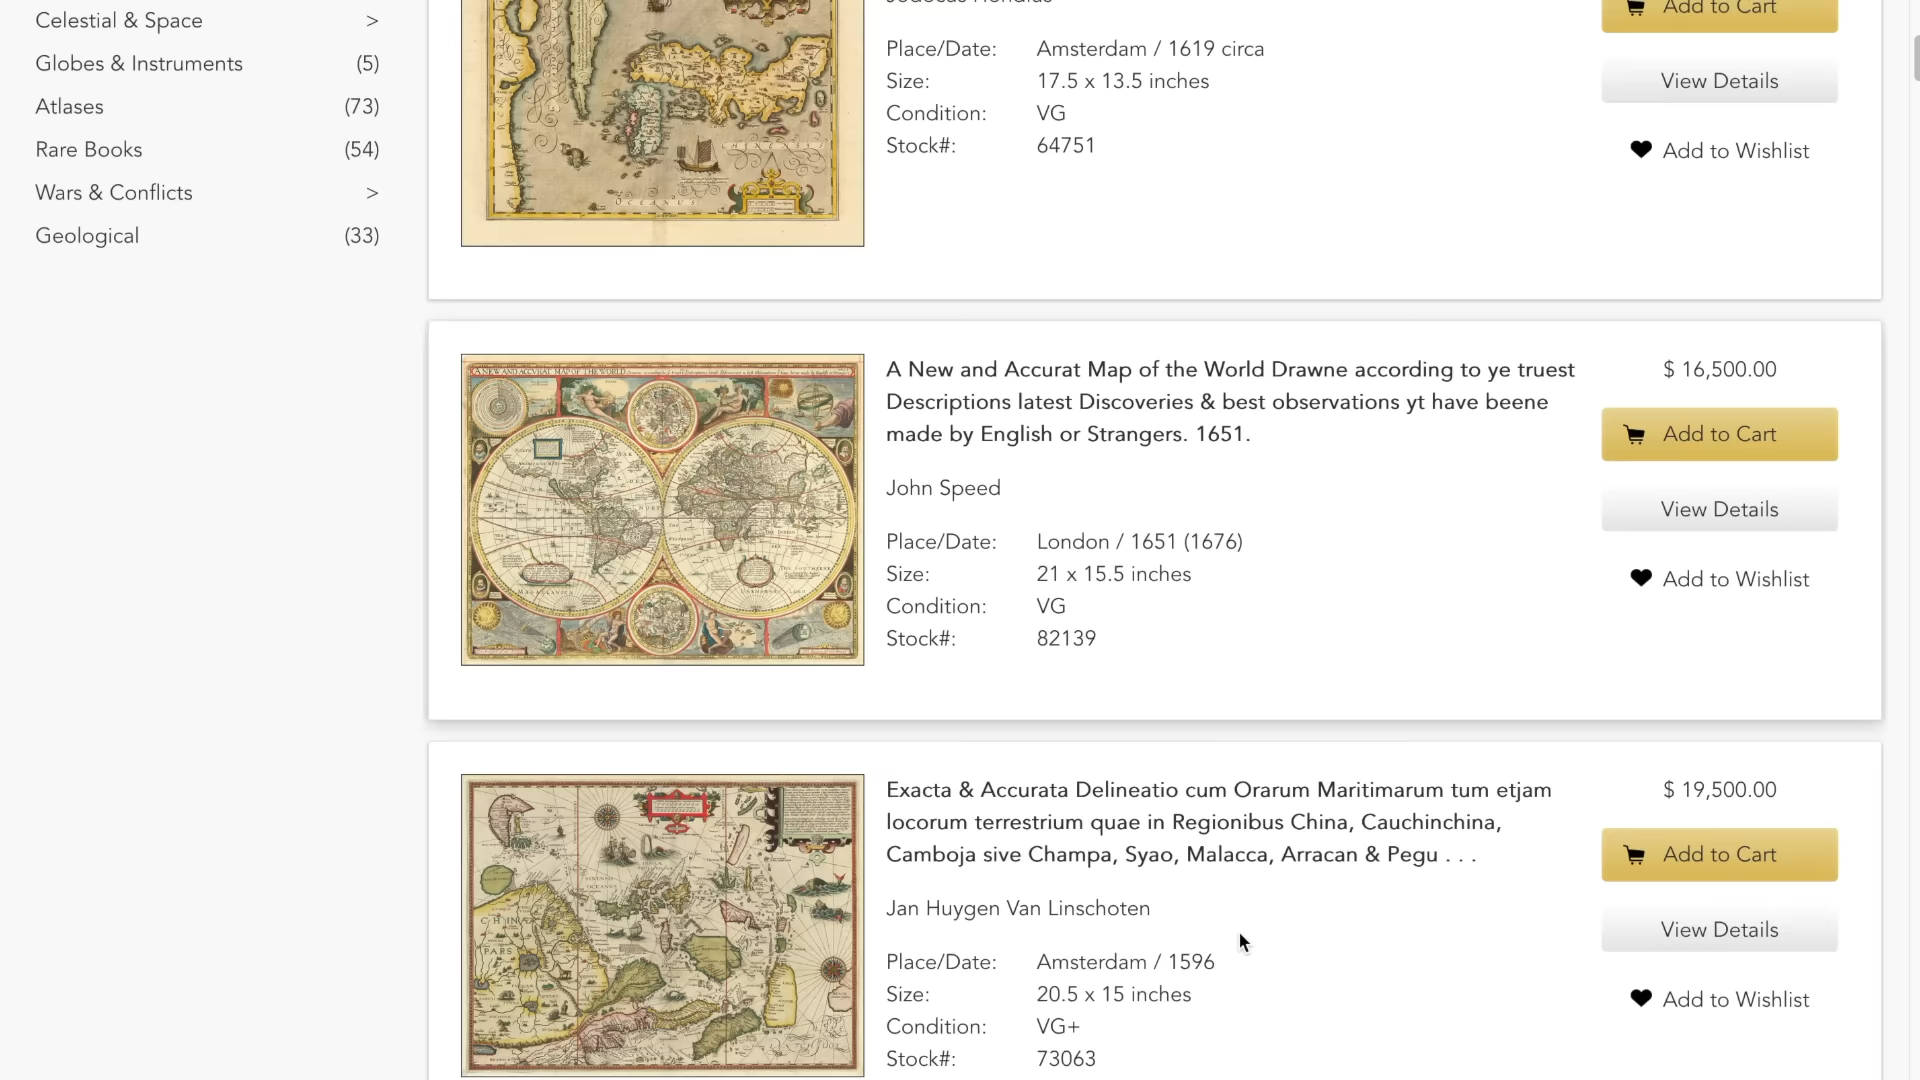 Celestial & Space >
Globes & Instruments (5)
Atlases (73)
Rare Books (54)
Wars & Conflicts >
Geological (33)
Add to Cart
Place/Date: Amsterdam / 1619 circa
Size: 17.5 x 13.5 inches
Condition: VG
Stock#: 64751
View Details
Add to Wishlist
A NEW AND ACCVRAT MAP OF THE WORLD
A New and Accurat Map of the World Drawne according to ye truest
Descriptions latest Discoveries & best observations yt have beene
made by English or Strangers. 1651.
John Speed
Place/Date: London / 1651 (1676)
Size: 21 x 15.5 inches
Condition: VG
Stock#: 82139
$ 16,500.00
Add to Cart
View Details
Add to Wishlist
Exacta & Accurata Delineatio cum Orarum Maritimarum tum etjam
locorum terrestrium quae in Regionibus China, Cauchinchina,
Camboja sive Champa, Syao, Malacca, Arracan & Pegu . . .
Jan Huygen Van Linschoten
Place/Date: Amsterdam / 1596
Size: 20.5 x 15 inches
Condition: VG+
Stock#: 73063
$ 19,500.00
Add to Cart
View Details
Add to Wishlist